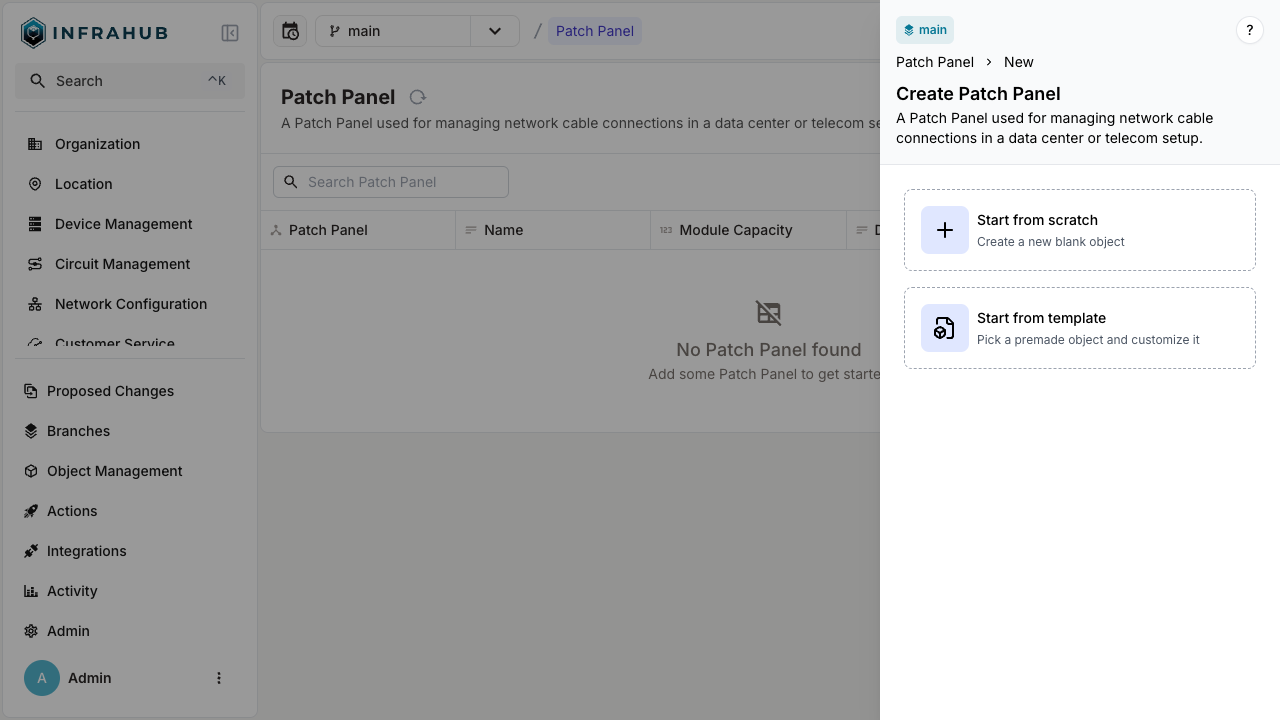 INFRAHUB
Search
^K
Organization
Location
Device Management
Circuit Management
Network Configuration
Customer Service
Proposed Changes
Branches
Object Management
Actions
Integrations
Activity
Admin
A
Admin
main
/
Patch Panel
Patch Panel
A Patch Panel used for managing network cable connections in a data center or telecom se
Search Patch Panel
Patch Panel
Name
123 Module Capacity
No Patch Panel found
Add some Patch Panel to get starte
main
?
Patch Panel > New
Create Patch Panel
A Patch Panel used for managing network cable
connections in a data center or telecom setup.
Start from scratch
Create a new blank object
Start from template
Pick a premade object and customize it